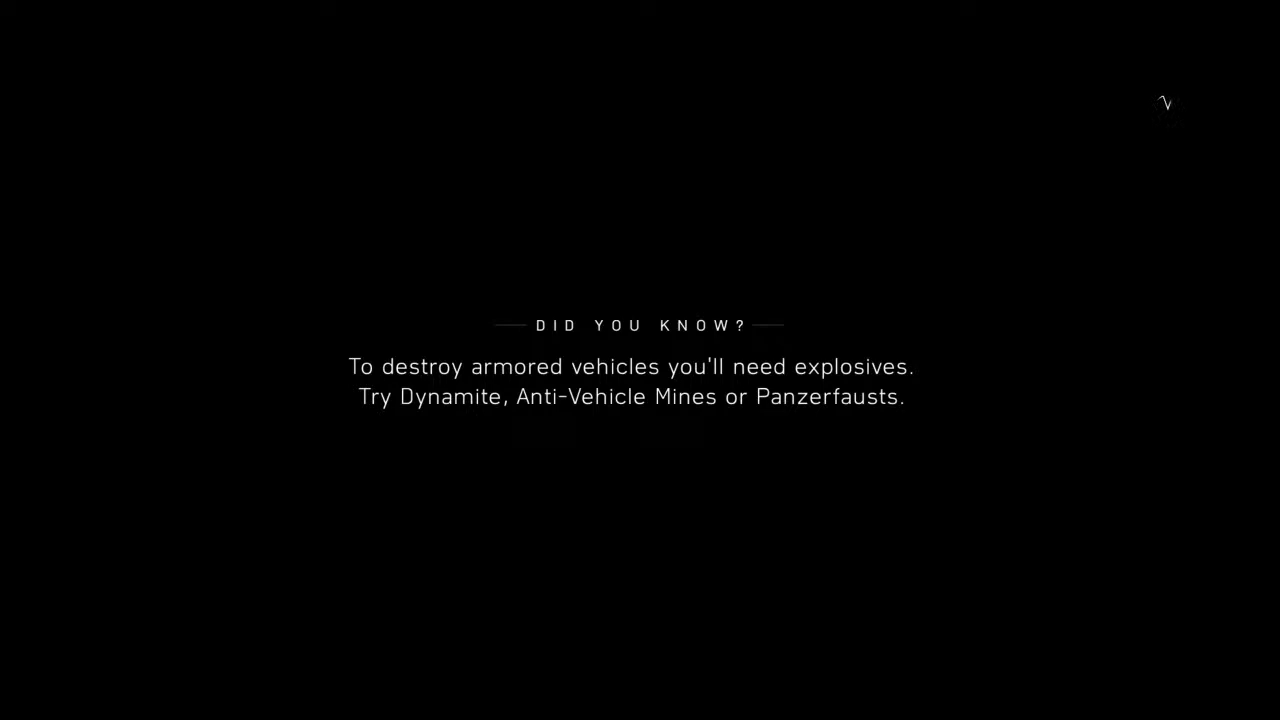 DID YOU KNOW?
To destroy armored vehicles you'll need explosives.
Try Dynamite, Anti-Vehicle Mines or Panzerfausts.